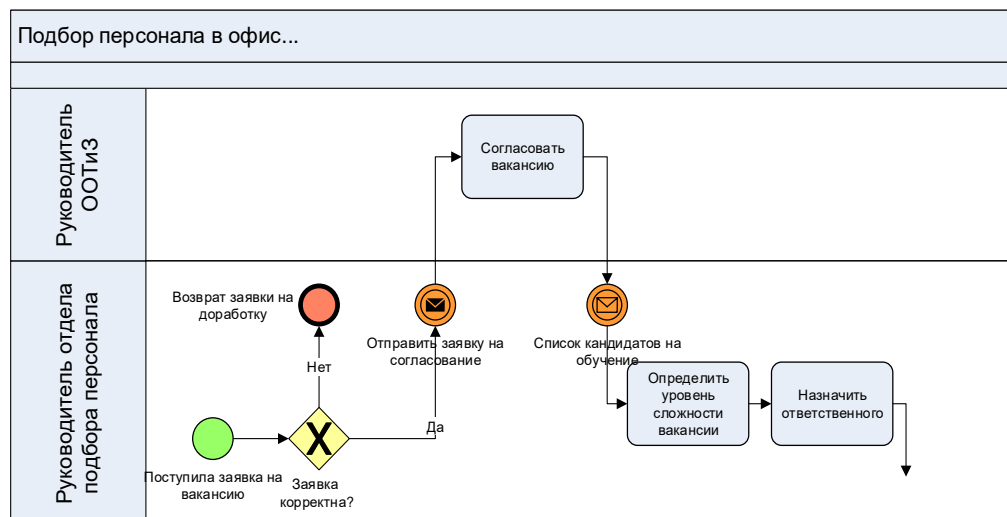 Подбор персонала в офис...
Руководитель
ООТиЗ
Согласовать
вакансию
Руководитель отдела
подбора персонала
Возврат заявки на
доработку
Отправить заявку на
согласование
Список кандидатов на
обучение
Нет
Да
Определить
уровень
сложности
вакансии
Назначить
ответственного
X
Поступила заявка на
вакансию
Заявка
корректна?